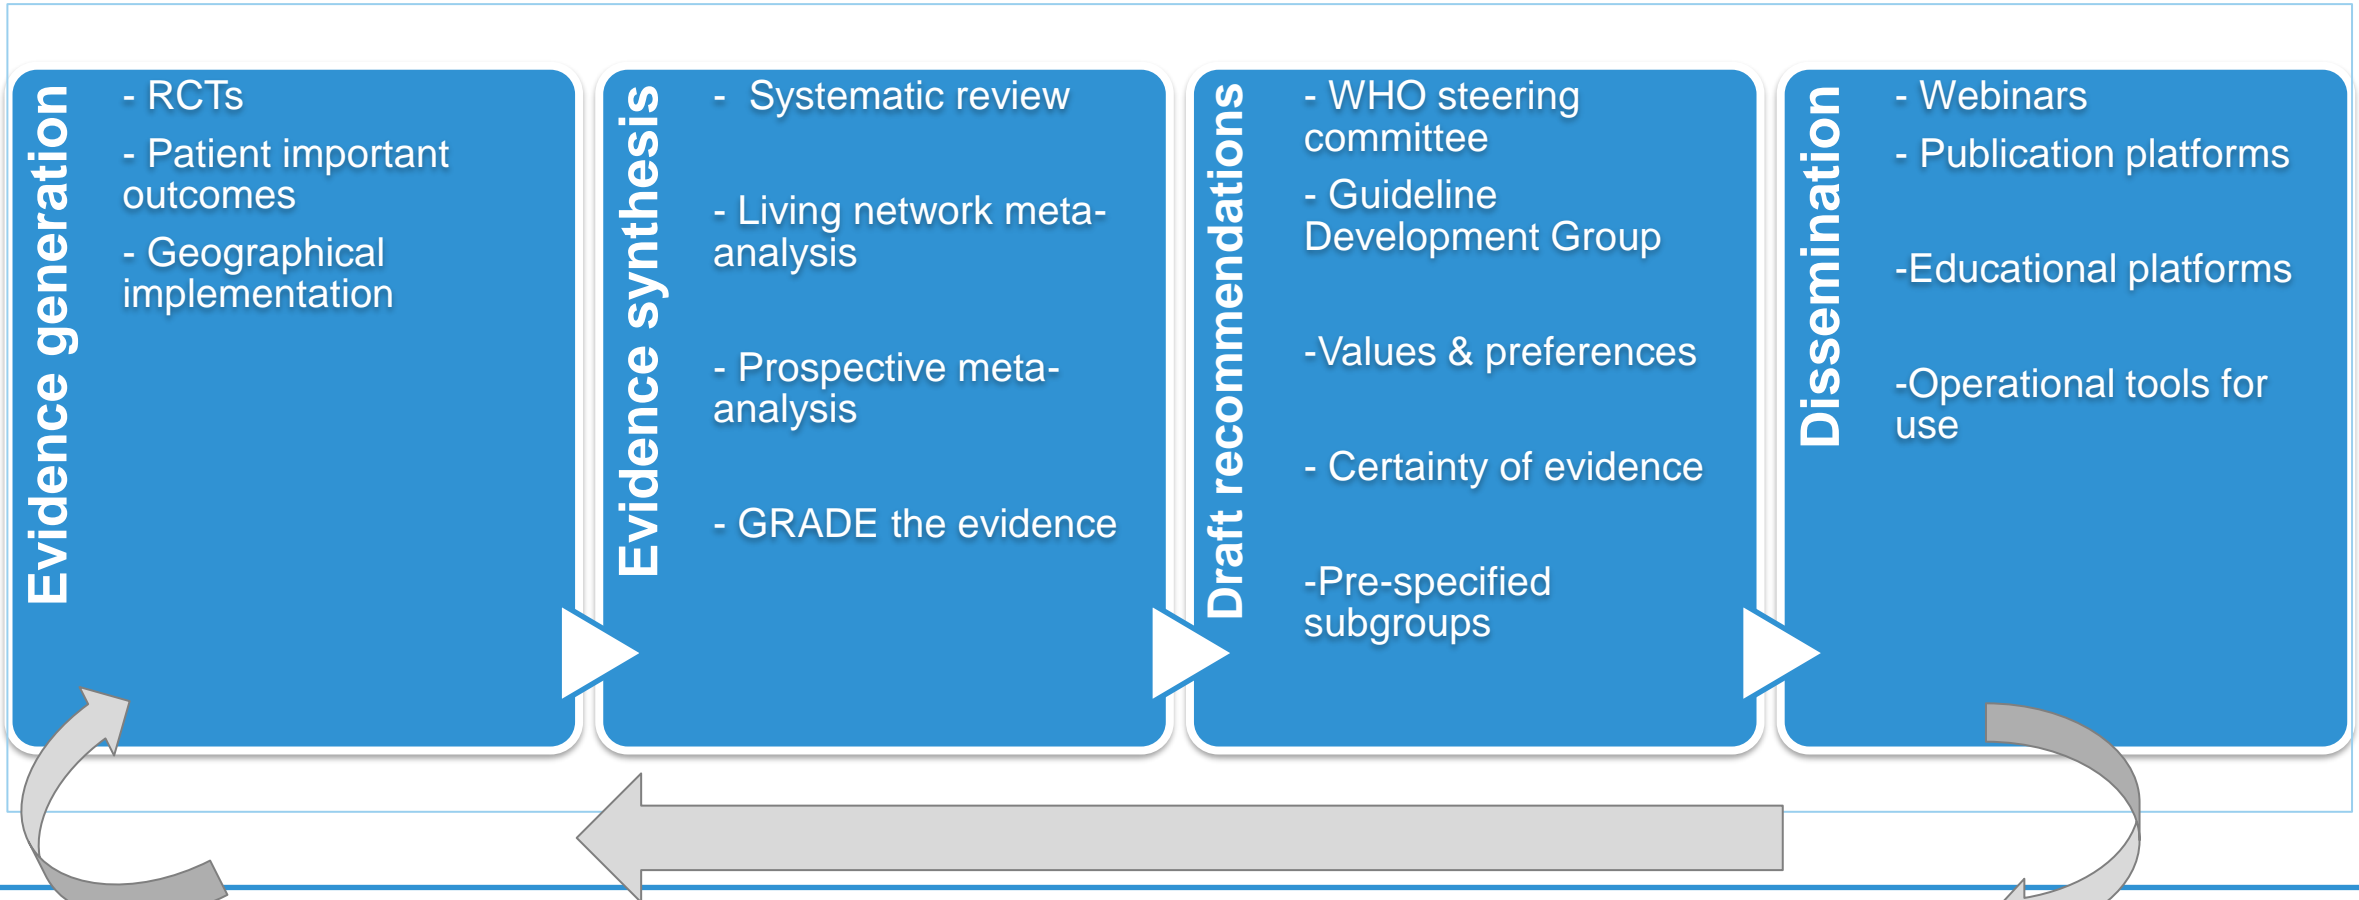 Evidence generation
- RCTs
- Patient important
outcomes
- Geographical
implementation
Evidence synthesis
- Systematic review
- Living network meta-
analysis
- Prospective meta-
analysis
- GRADE the evidence
Draft recommendations
- WHO steering
committee
- Guideline
Development Group
-Values & preferences
- Certainty of evidence
-Pre-specified
subgroups
Dissemination
- Webinars
- Publication platforms
-Educational platforms
-Operational tools for
use